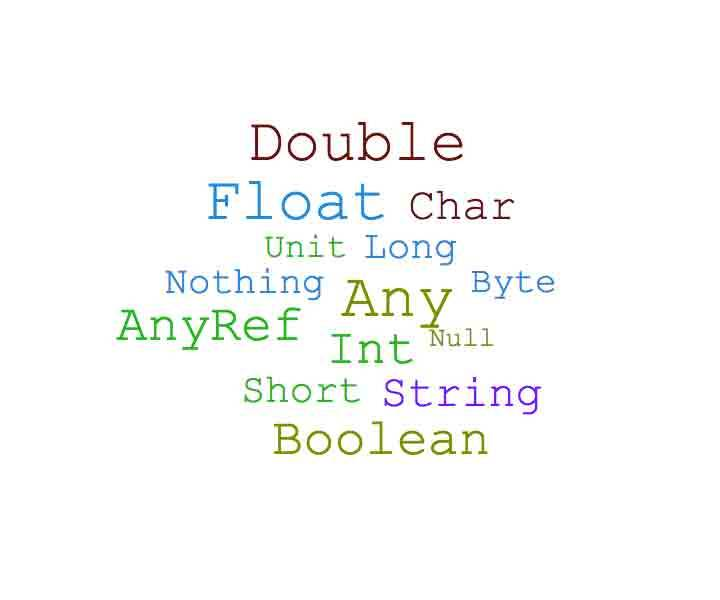 Double
Float Char
Unit Long
Nothing Any Byte
AnyRef Int Null
Short String
Boolean